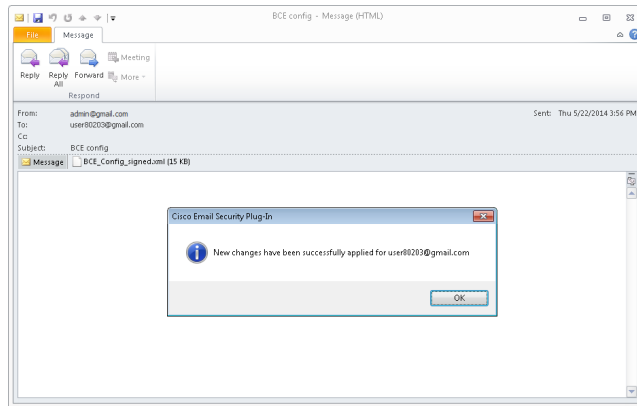 BCE config - Message (HTML)
File Message
Reply
Reply All
Forward
Meeting
More
Respond
From: admin@gmail.com
Sent: Thu 5/22/2014 3:56 PM
To: user80203@gmail.com
Cc:
Subject: BCE config
Message BCE_Config_signed.xml (15 KB)
Cisco Email Security Plug-In
New changes have been successfully applied for user80203@gmail.com
OK